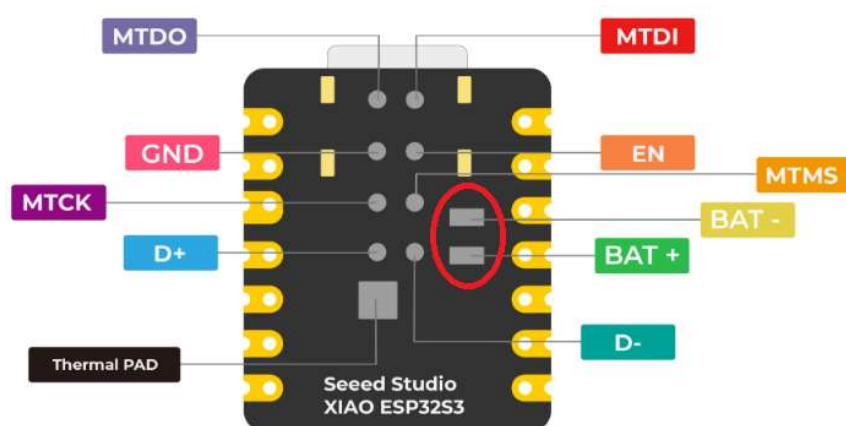 MTDO
MTDI
GND
EN
MTCK
MTMS
BAT -
D+
BAT +
D-
Thermal PAD
Seeed Studio
XIAO ESP32S3